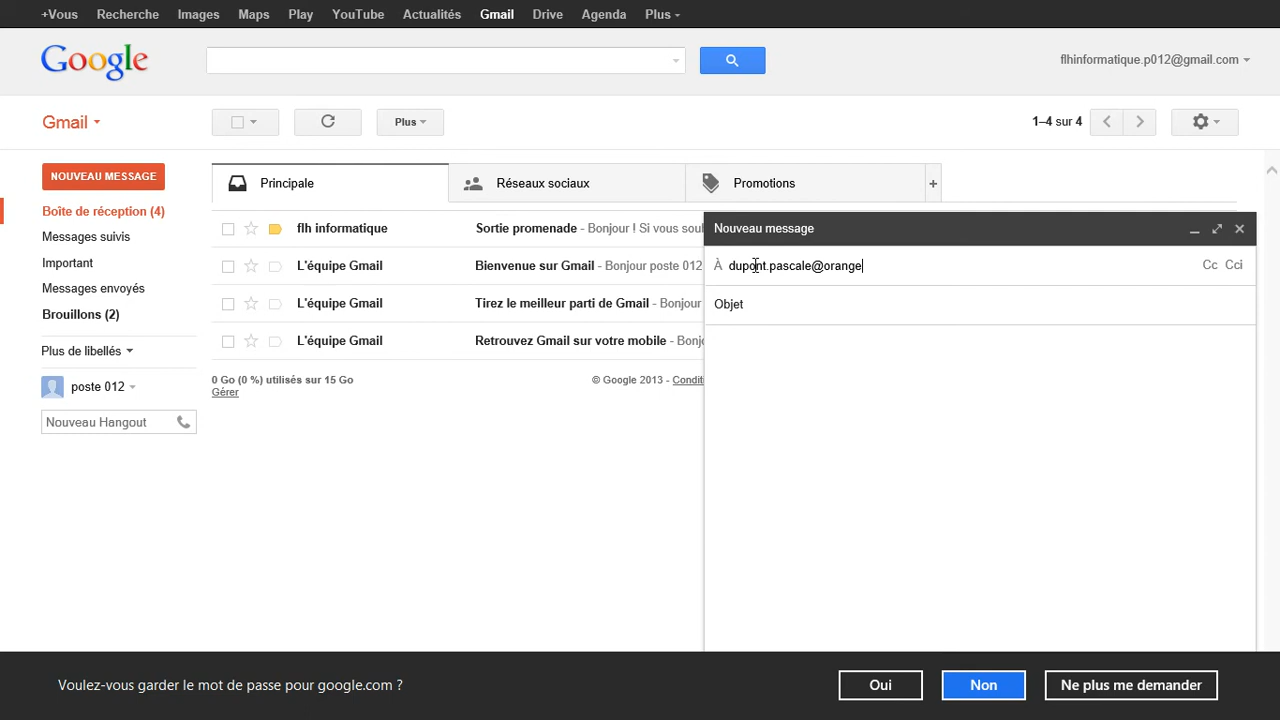 +Vous Recherche Images Maps Play YouTube Actualités Gmail Drive Agenda Plus
Google
flhinformatique.p012@gmail.com
Gmail
Plus
1–4 sur 4
NOUVEAU MESSAGE
Boîte de réception (4)
Messages suivis
Important
Messages envoyés
Brouillons (2)
Plus de libellés
poste 012
Nouveau Hangout
Principale
Réseaux sociaux
Promotions
+
flh informatique Sortie promenade - Bonjour ! Si vous soul
L'équipe Gmail Bienvenue sur Gmail - Bonjour poste 012
L'équipe Gmail Tirez le meilleur parti de Gmail - Bonjour
L'équipe Gmail Retrouvez Gmail sur votre mobile - Bonj
0 Go (0 %) utilisés sur 15 Go
Gérer
© Google 2013 - Conditi
Nouveau message
À dupont.pascale@orange
Cc Cci
Objet
Voulez-vous garder le mot de passe pour google.com ?
Oui
Non
Ne plus me demander